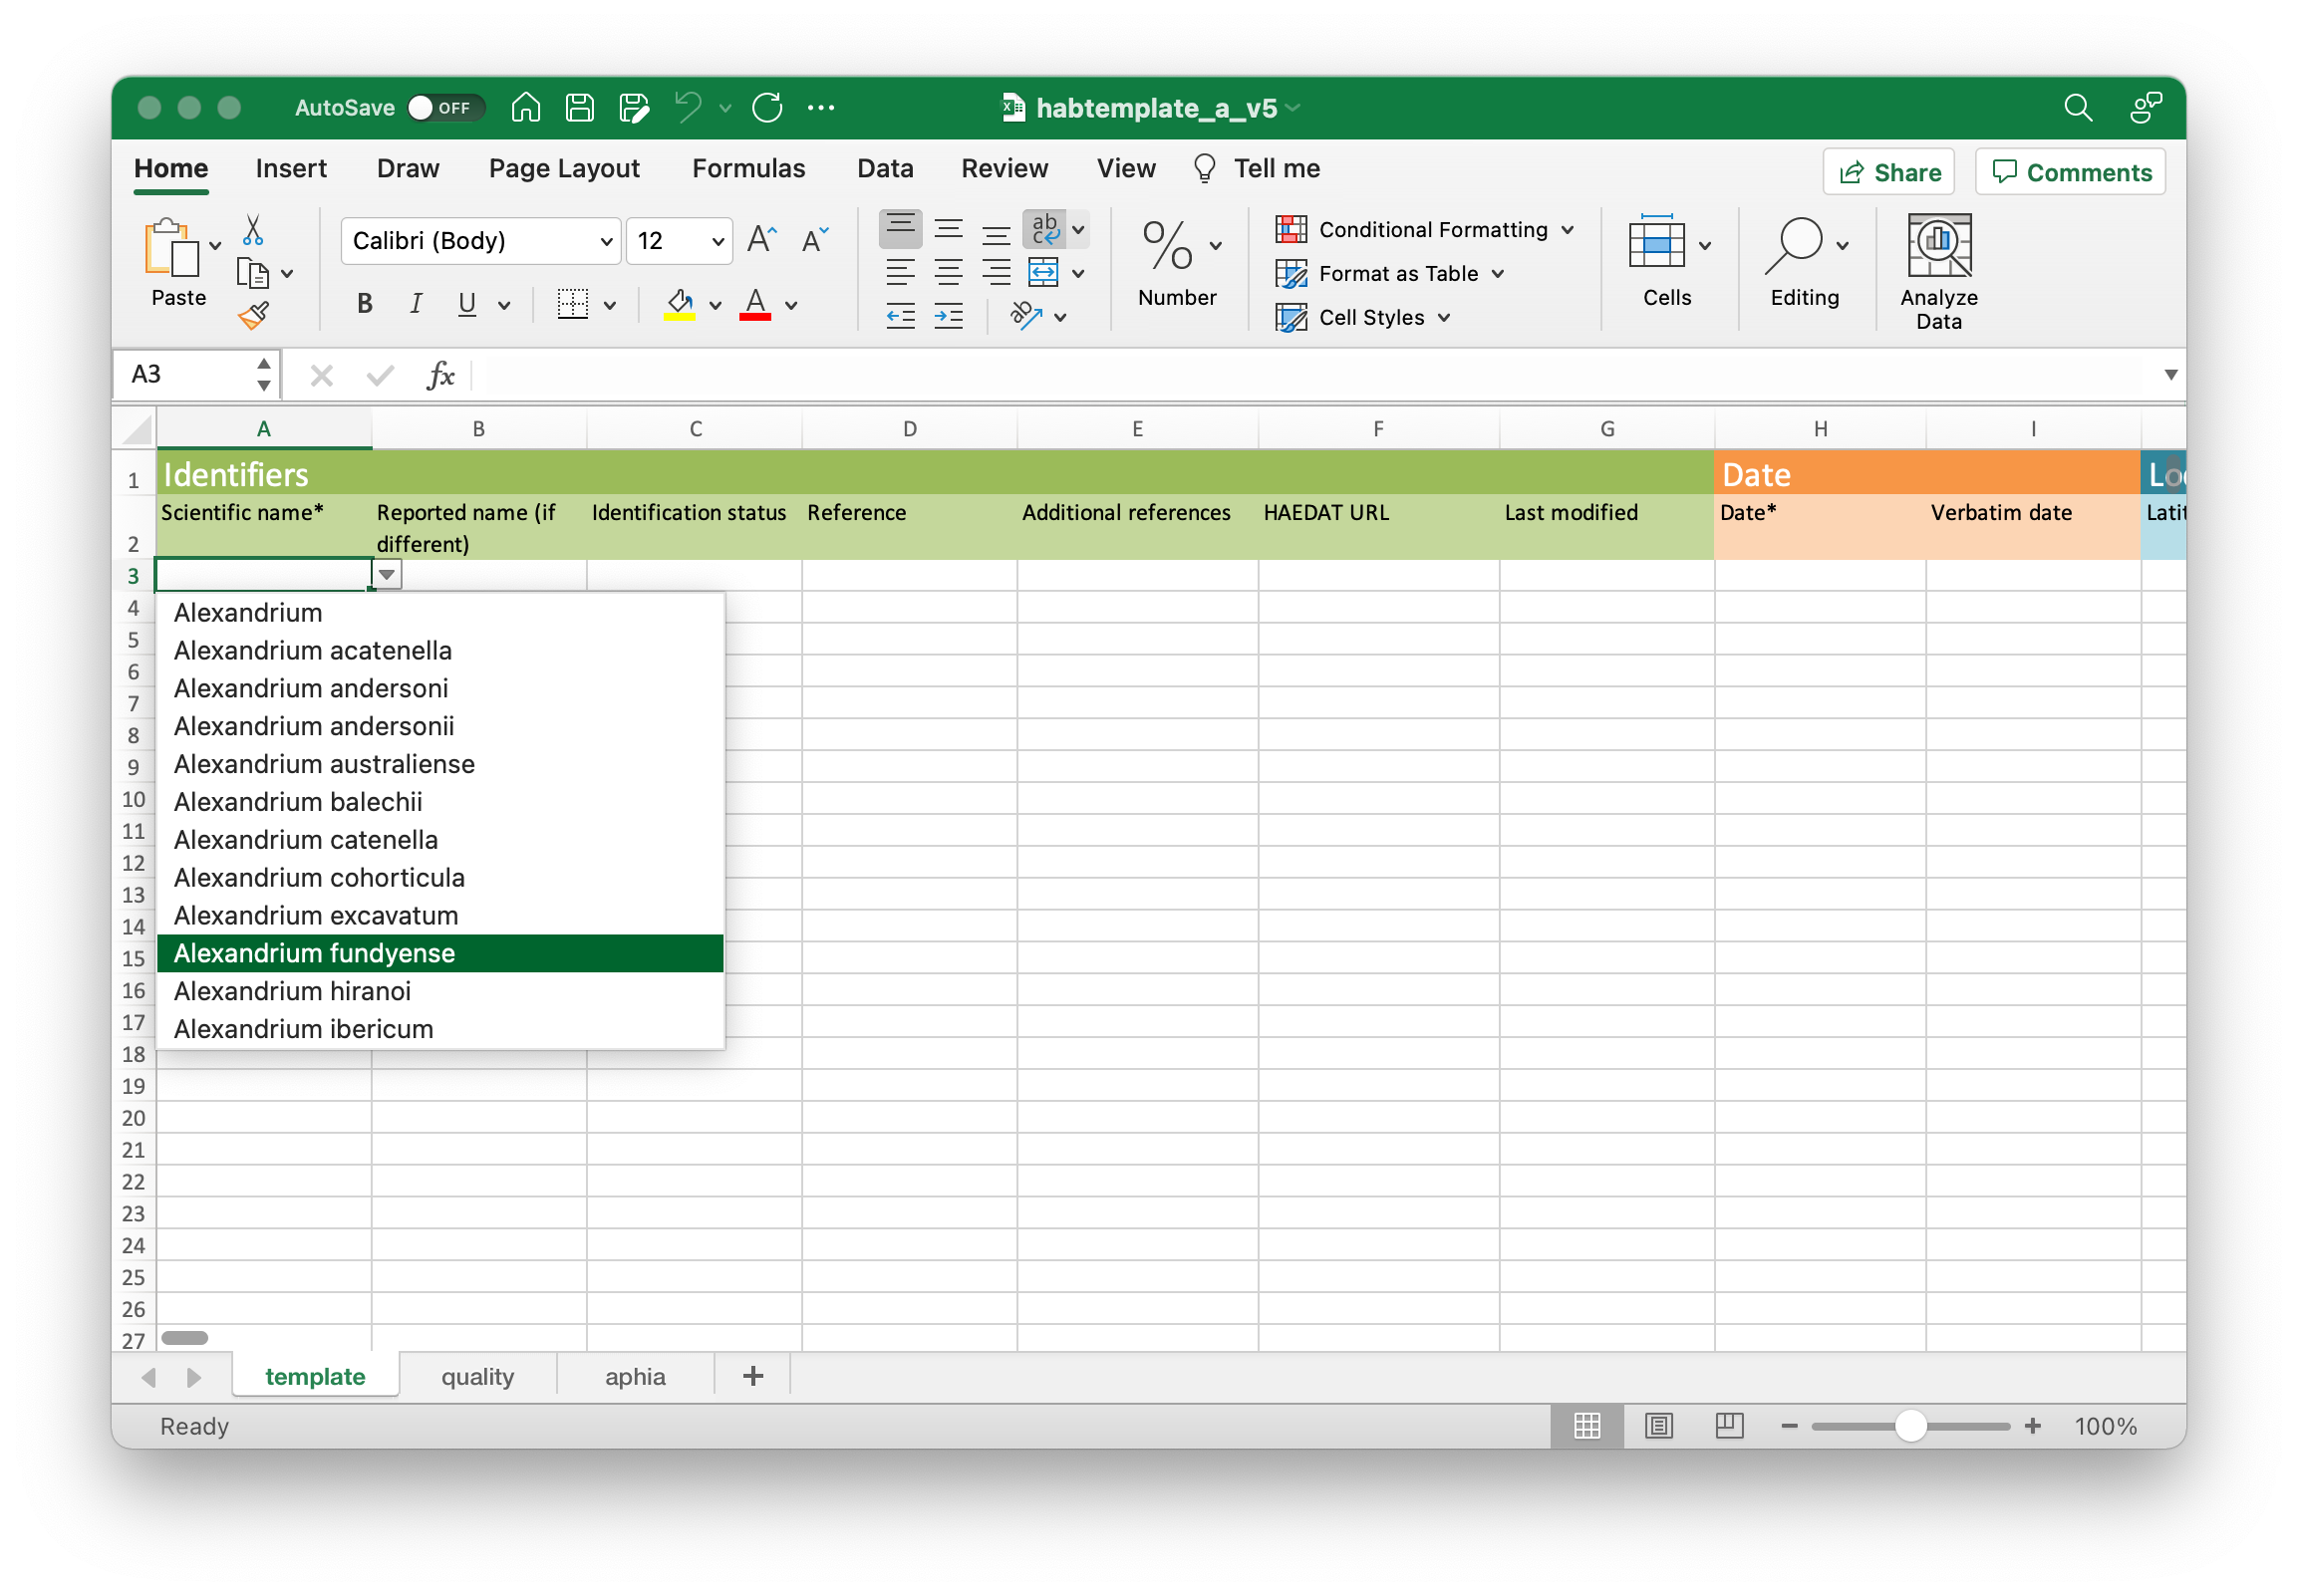 AutoSave OFF habtemplate_a_v5
Home Insert Draw Page Layout Formulas Data Review View Tell me Share Comments
Paste
Calibri (Body) 12
B I U A
ab
c
Number
Conditional Formatting
Format as Table
Cell Styles
Cells
Editing
Analyze
Data
A3 fx
A B C D E F G H I
1 Identifiers Date
2 Scientific name* Reported name (if different) Identification status Reference Additional references HAEDAT URL Last modified Date* Verbatim date
3
4 Alexandrium
5 Alexandrium acatenella
6 Alexandrium andersoni
7 Alexandrium andersonii
8 Alexandrium australiense
9 Alexandrium balechii
10 Alexandrium catenella
11 Alexandrium cohorticula
12 Alexandrium excavatum
13 Alexandrium fundyense
14 Alexandrium hiranoi
15 Alexandrium ibericum
16
17
18
19
20
21
22
23
24
25
26
27
template quality aphia +
Ready 100%